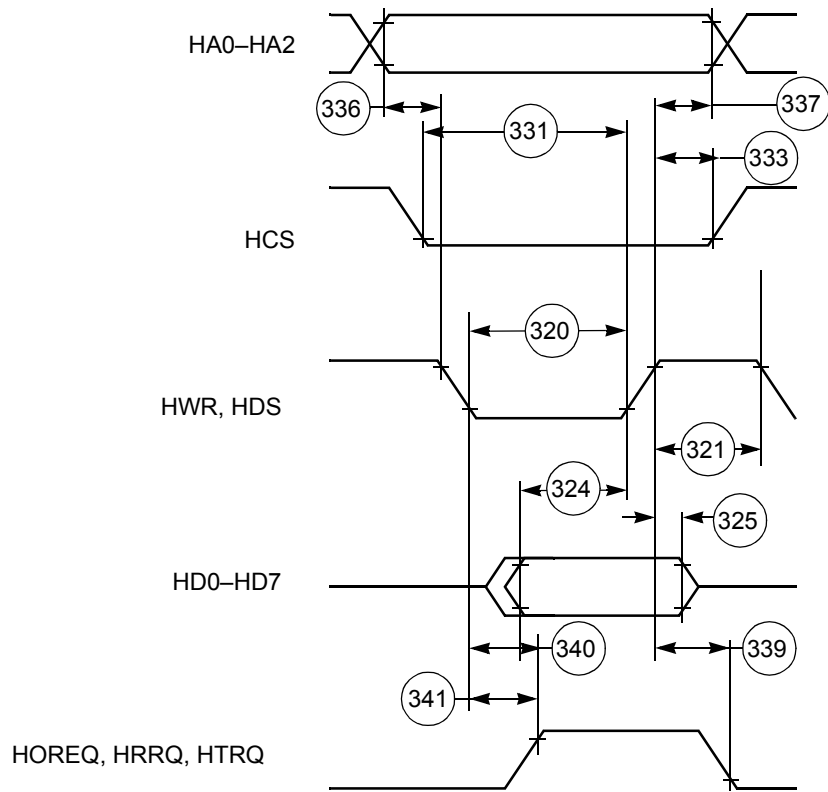 HA0–HA2
336
337
331
333
HCS
320
HWR, HDS
321
324
325
HD0–HD7
340
339
341
HOREQ, HRRQ, HTRQ